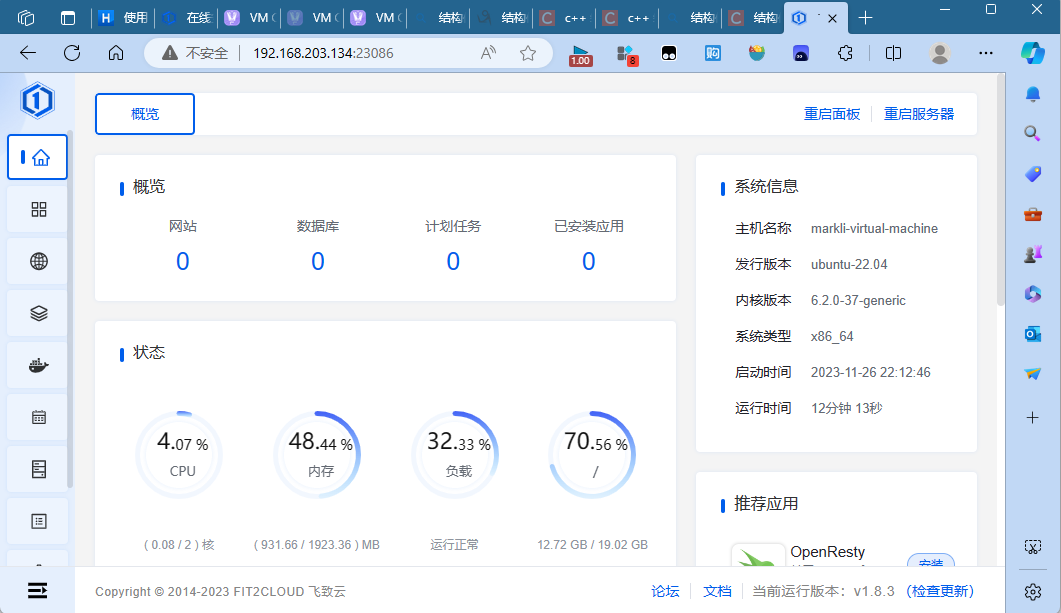 使用
在线
VM
VM
VM
结构
结构
c++
c++
结构
结构
不安全 192.168.203.134:23086
1.00
8
购
概览
重启面板 重启服务器
概览
网站 数据库 计划任务 已安装应用
0 0 0 0
系统信息
主机名称 markli-virtual-machine
发行版本 ubuntu-22.04
内核版本 6.2.0-37-generic
系统类型 x86_64
启动时间 2023-11-26 22:12:46
运行时间 12分钟 13秒
状态
4.07 % 48.44 % 32.33 % 70.56 %
CPU 内存 负载 /
( 0.08 / 2 ) 核 ( 931.66 / 1923.36 ) MB 运行正常 12.72 GB / 19.02 GB
推荐应用
OpenResty
安装
Copyright © 2014-2023 FIT2CLOUD 飞致云
论坛 文档 当前运行版本: v1.8.3 (检查更新)